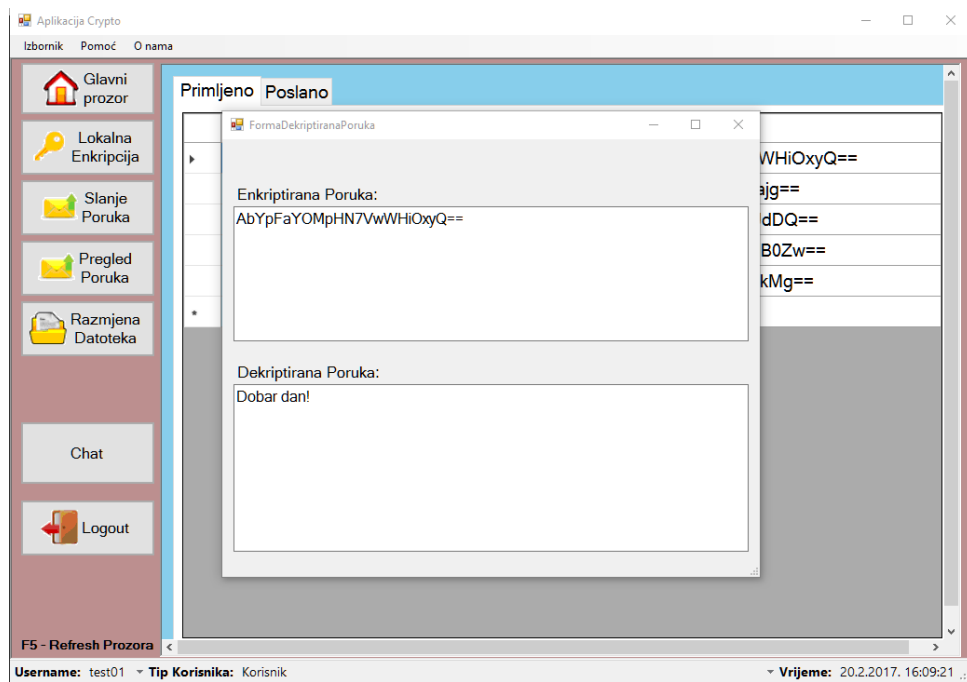 Aplikacija Crypto
Izbornik Pomoć O nama
Glavni
prozor
Lokalna
Enkripcija
Slanje
Poruka
Pregled
Poruka
Razmjena
Datoteka
Chat
Logout
F5 - Refresh Prozora
Primljeno Poslano
WHiOxyQ==
ajg==
dDQ==
B0Zw==
kMg==
FormaDekriptiranaPoruka
Enkriptirana Poruka:
AbYpFaYOMpHN7VwWHiOxyQ==
Dekriptirana Poruka:
Dobar dan!
Username: test01 Tip Korisnika: Korisnik Vrijeme: 20.2.2017. 16:09:21